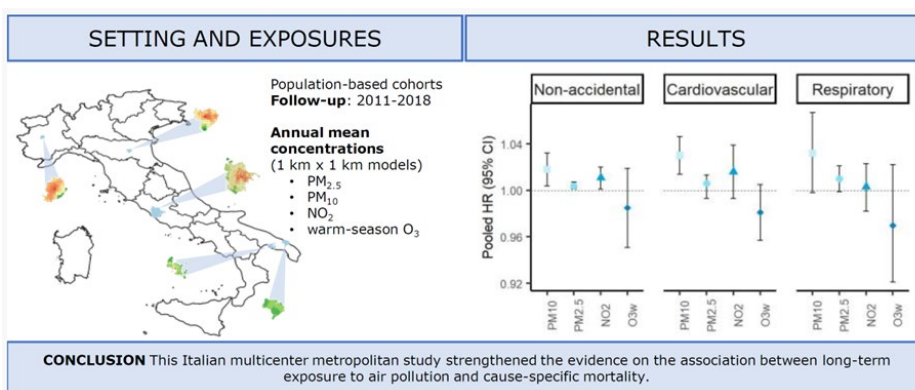 SETTING AND EXPOSURES
Population-based cohorts
Follow-up: 2011-2018
Annual mean
concentrations
(1 km x 1 km models)
• PM2.5
• PM10
• NO2
• warm-season O3
RESULTS
Non-accidental
Cardiovascular
Respiratory
Pooled HR (95% CI)
1.04
1.00
0.96
0.92
PM10
PM2.5
NO2
O3w
PM10
PM2.5
NO2
O3w
PM10
PM2.5
NO2
O3w
CONCLUSION This Italian multicenter metropolitan study strengthened the evidence on the association between long-term
exposure to air pollution and cause-specific mortality.